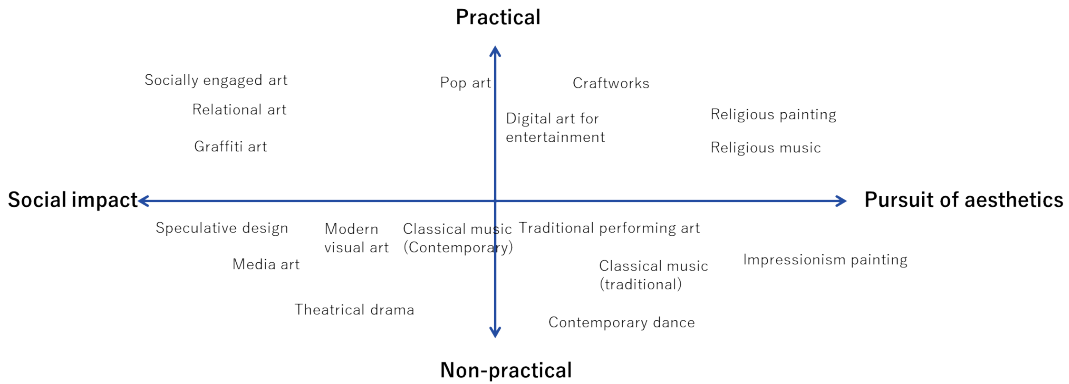 Practical
Socially engaged art
Pop art
Craftworks
Relational art
Digital art for
entertainment
Religious painting
Graffiti art
Religious music
Social impact
Pursuit of aesthetics
Speculative design
Modern
visual art
Classical music
(Contemporary)
Traditional performing art
Media art
Classical music
(traditional)
Impressionism painting
Theatrical drama
Contemporary dance
Non-practical